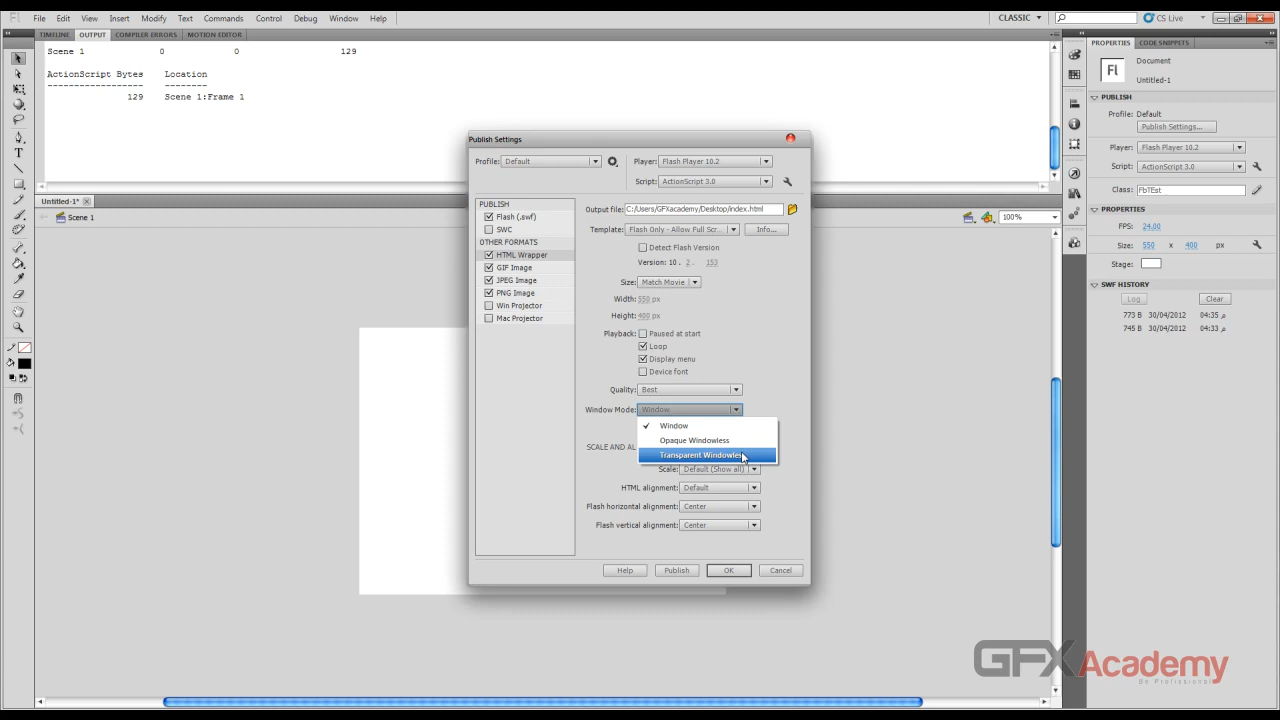 Fl File Edit View Insert Modify Text Commands Control Debug Window Help CLASSIC CS Live
TIMELINE OUTPUT COMPILER ERRORS MOTION EDITOR
Scene 1 0 0 129
ActionScript Bytes Location
------------------ --------
129 Scene 1:Frame 1
Untitled-1*
Scene 1
100%
Publish Settings
Profile: Default
Player: Flash Player 10.2
Script: ActionScript 3.0
PUBLISH
Flash (.swf)
SWC
OTHER FORMATS
HTML Wrapper
GIF Image
JPEG Image
PNG Image
Win Projector
Mac Projector
Output file: C:/Users/GFXacademy/Desktop/index.html
Template: Flash Only - Allow Full Scr... Info...
Detect Flash Version
Version: 10 . 2 . 153
Size: Match Movie
Width: 550 px
Height: 400 px
Playback: Paused at start
Loop
Display menu
Device font
Quality: Best
Window Mode: Window
Window
Opaque Windowless
Transparent Windowless
SCALE AND AL
Scale: Default (Show all)
HTML alignment: Default
Flash horizontal alignment: Center
Flash vertical alignment: Center
Help Publish OK Cancel
PROPERTIES CODE SNIPPETS
Fl
Document
Untitled-1
PUBLISH
Profile: Default
Publish Settings...
Player: Flash Player 10.2
Script: ActionScript 3.0
Class: FbTEst
PROPERTIES
FPS: 24.00
Size: 550 x 400 px
Stage:
SWF HISTORY
Log Clear
773 B 30/04/2012 04:35 م
745 B 30/04/2012 04:33 م
GFXAcademy
Be Professional